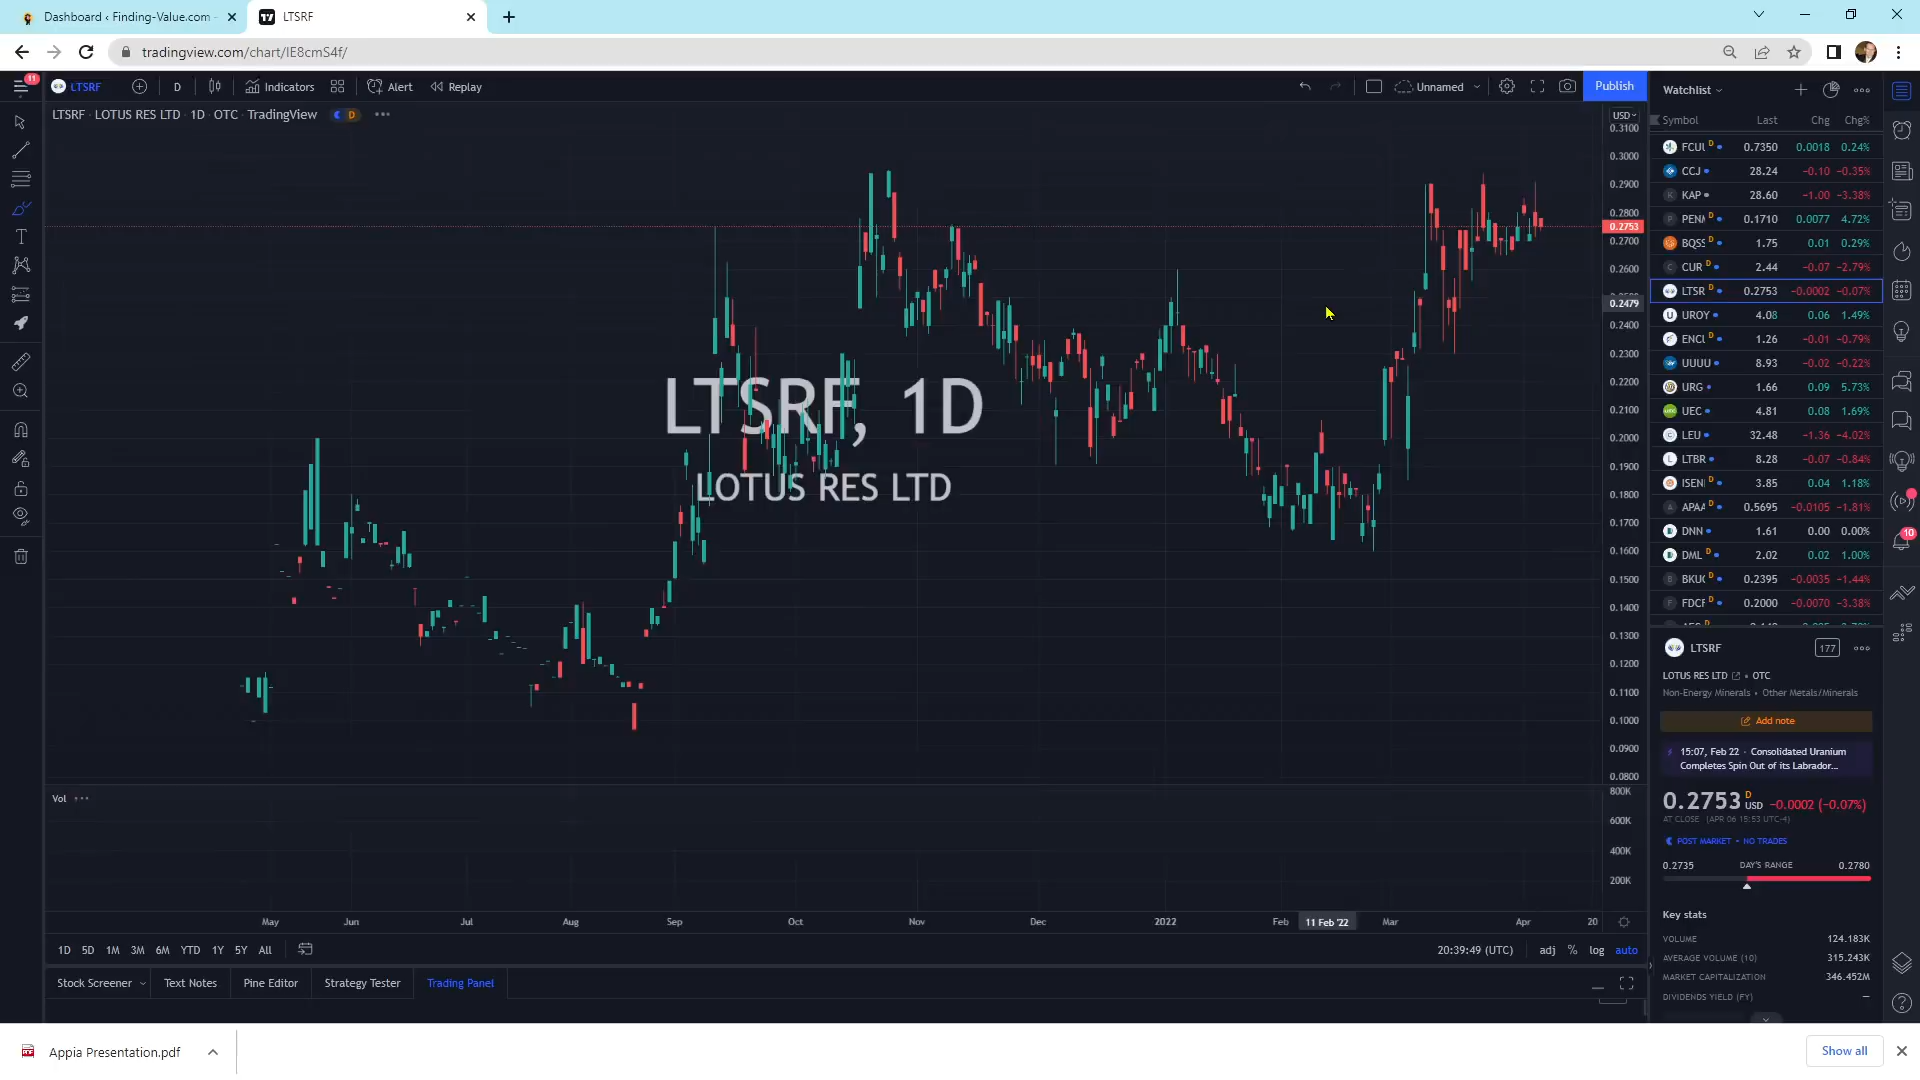 Dashboard ‹ Finding-Value.com -
LTSRF
tradingview.com/chart/IE8cmS4f/
11
LTSRF
D
Indicators
Alert
Replay
Unnamed
Publish
LTSRF · LOTUS RES LTD · 1D · OTC · TradingView
D
USD
0.3100
0.3000
0.2900
0.2800
0.2753
0.2700
0.2600
0.2479
0.2400
0.2300
0.2200
0.2100
0.2000
0.1900
0.1800
0.1700
0.1600
0.1500
0.1400
0.1300
0.1200
0.1100
0.1000
0.0900
0.0800
LTSRF, 1D
LOTUS RES LTD
Vol
800K
600K
400K
200K
May Jun Jul Aug Sep Oct Nov Dec 2022 Feb 11 Feb '22 Mar Apr 20
1D 5D 1M 3M 6M YTD 1Y 5Y All
20:39:49 (UTC) adj % log auto
Stock Screener Text Notes Pine Editor Strategy Tester Trading Panel
Watchlist
Symbol Last Chg Chg%
FCUU D 0.7350 0.0018 0.24%
CCJ 28.24 −0.10 −0.35%
KAP 28.60 −1.00 −3.38%
PENM D 0.1710 0.0077 4.72%
BQSS D 1.75 0.01 0.29%
CUR D 2.44 −0.07 −2.79%
LTSR D 0.2753 −0.0002 −0.07%
UROY 4.08 0.06 1.49%
ENCU D 1.26 −0.01 −0.79%
UUUU 8.93 −0.02 −0.22%
URG 1.66 0.09 5.73%
UEC 4.81 0.08 1.69%
LEU 32.48 −1.36 −4.02%
LTBR 8.28 −0.07 −0.84%
ISEN D 3.85 0.04 1.18%
APAA D 0.5695 −0.0105 −1.81%
DNN 1.61 0.00 0.00%
DML D 2.02 0.02 1.00%
BKUC D 0.2395 −0.0035 −1.44%
FDCF D 0.2000 −0.0070 −3.38%
10
LTSRF
177
LOTUS RES LTD • OTC
Non-Energy Minerals • Other Metals/Minerals
Add note
15:07, Feb 22 · Consolidated Uranium
Completes Spin Out of its Labrador...
0.2753 D USD −0.0002 (−0.07%)
AT CLOSE (APR 06 15:53 UTC-4)
POST MARKET • NO TRADES
0.2735 DAY'S RANGE 0.2780
Key stats
VOLUME 124.183K
AVERAGE VOLUME (10) 315.243K
MARKET CAPITALIZATION 346.452M
DIVIDENDS YIELD (FY) —
Appia Presentation.pdf
Show all